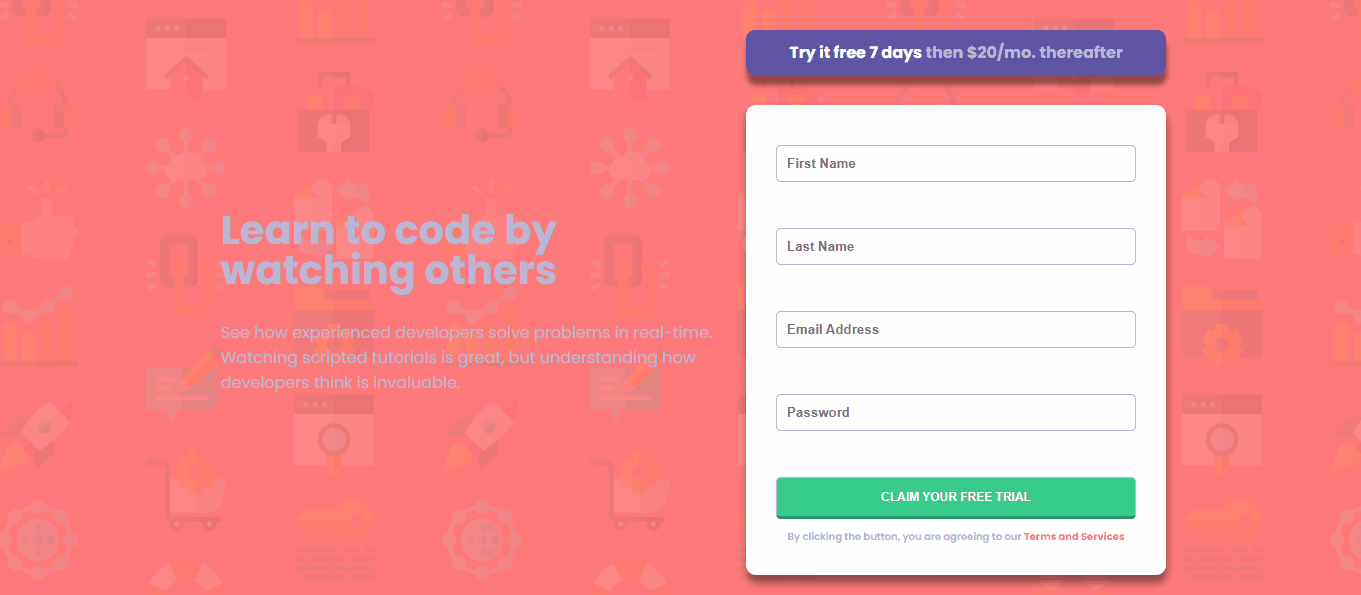 Learn to code by
watching others
See how experienced developers solve problems in real-time.
Watching scripted tutorials is great, but understanding how
developers think is invaluable.
Try it free 7 days then $20/mo. thereafter
First Name
Last Name
Email Address
Password
CLAIM YOUR FREE TRIAL
By clicking the button, you are agreeing to our Terms and Services